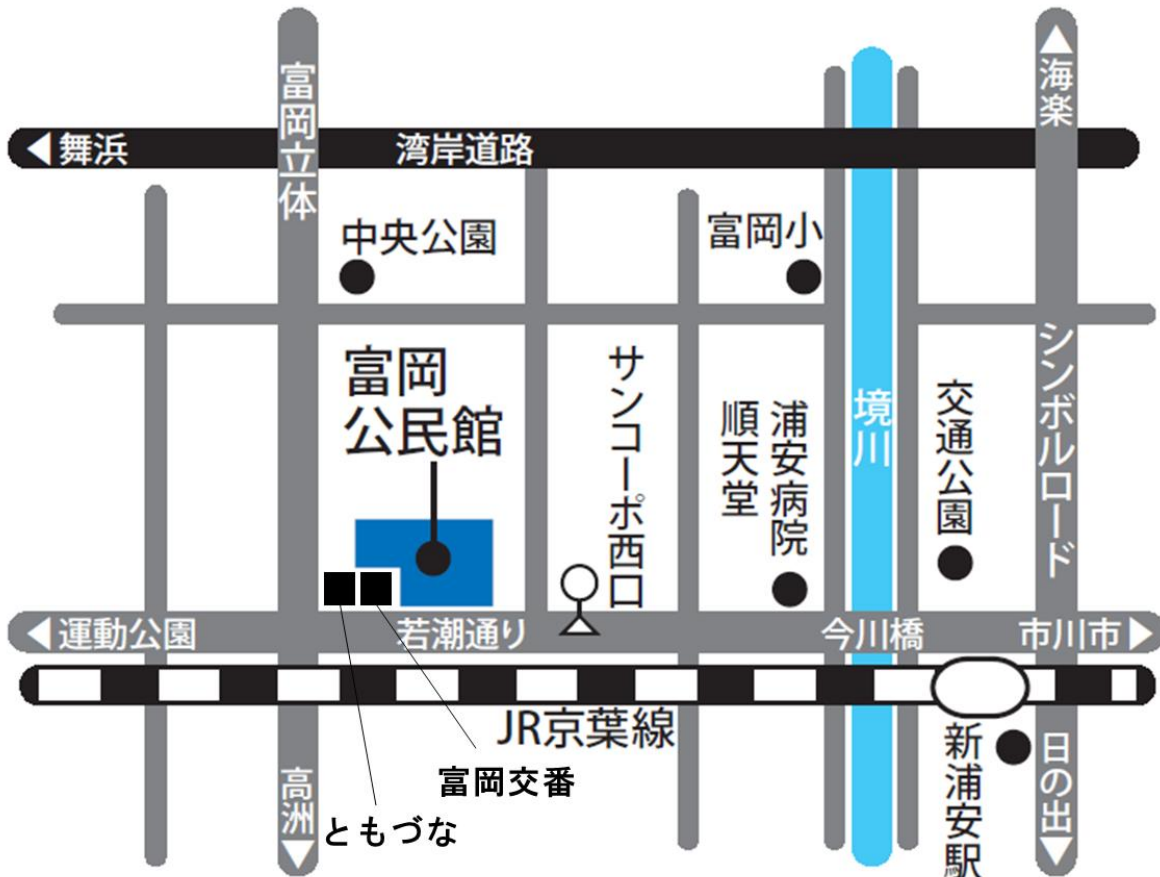 富岡立体
▲海楽
◀舞浜
湾岸道路
中央公園
富岡小
富岡
公民館
サンコーポ西口
浦安病院
順天堂
境川
交通公園
シンボルロード
◀運動公園
若潮通り
今川橋
市川市▶
JR京葉線
富岡交番
ともづな
高洲▼
新浦安駅
日の出▼